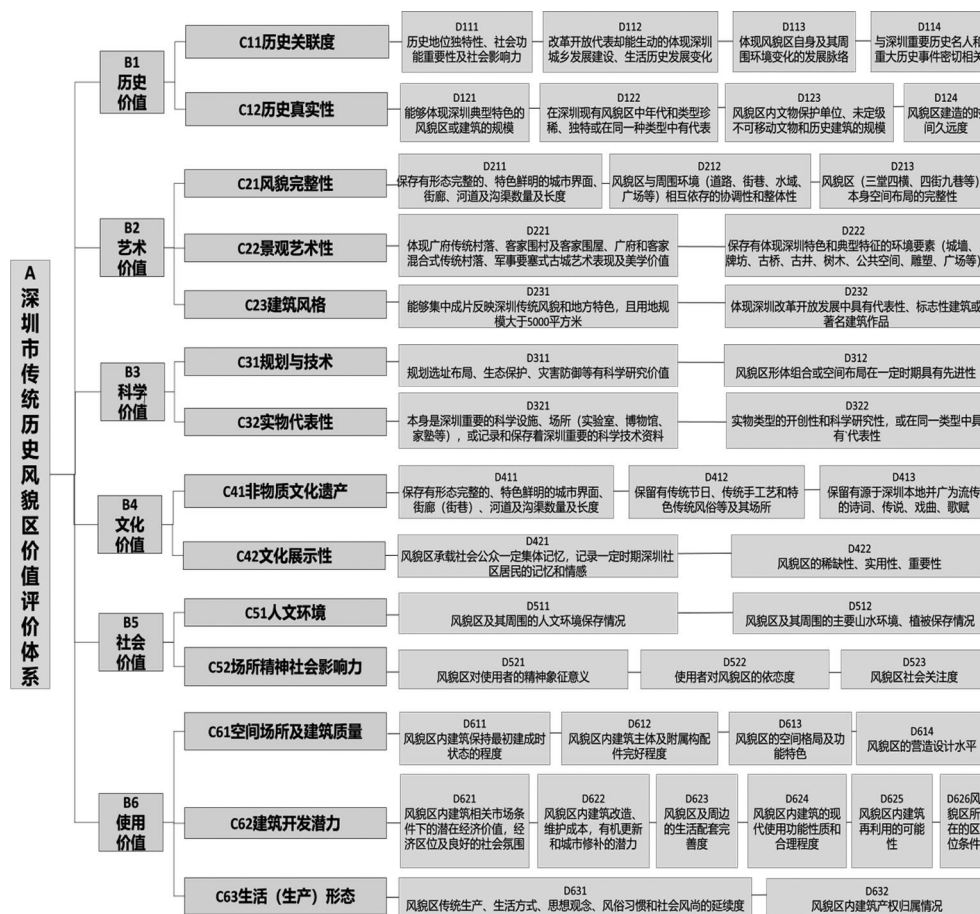 A
深圳市传统历史风貌区价值评价体系
B1
历史
价值
C11历史关联度
D111
历史地位独特性、社会功
能重要性及社会影响力
D112
改革开放代表却能生动的体现深圳
城乡发展建设、生活历史发展变化
D113
体现风貌区自身及其周
围环境变化的发展脉络
D114
与深圳重要历史名人和
重大历史事件密切相关
C12历史真实性
D121
能够体现深圳典型特色的
风貌区或建筑的规模
D122
在深圳现有风貌区中年代和类型珍
稀、独特或在同一种类型中有代表
D123
风貌区内文物保护单位、未定级
不可移动文物和历史建筑的规模
D124
风貌区建造的时
间久远度
B2
艺术
价值
C21风貌完整性
D211
保存有形态完整的、特色鲜明的城市界面、
街廊、河道及沟渠数量及长度
D212
风貌区与周围环境（道路、街巷、水域、
广场等）相互依存的协调性和整体性
D213
风貌区（三堂四横、四街九巷等）
本身空间布局的完整性
C22景观艺术性
D221
体现广府传统村落、客家围村及客家围屋、广府和客家
混合式传统村落、军事要塞式古城艺术表现及美学价值
D222
保存有体现深圳特色和典型特征的环境要素（城墙、
牌坊、古桥、古井、树木、公共空间、雕塑、广场等）
C23建筑风格
D231
能够集中成片反映深圳传统风貌和地方特色，且用地规
模大于5000平方米
D232
体现深圳改革开放发展中具有代表性、标志性建筑或
著名建筑作品
B3
科学
价值
C31规划与技术
D311
规划选址布局、生态保护、灾害防御等有科学研究价值
D312
风貌区形体组合或空间布局在一定时期具有先进性
C32实物代表性
D321
本身是深圳重要的科学设施、场所（实验室、博物馆、
家塾等），或记录和保存着深圳重要的科学技术资料
D322
实物类型的开创性和科学研究性，或在同一类型中具
有代表性
B4
文化
价值
C41非物质文化遗产
D411
保存有形态完整的、特色鲜明的城市界面、
街廊（街巷）、河道及沟渠数量及长度
D412
保留有传统节日、传统手工艺和特
色传统风俗等及其场所
D413
保留有源于深圳本地并广为流传
的诗词、传说、戏曲、歌赋
C42文化展示性
D421
风貌区承载社会公众一定集体记忆，记录一定时期深圳社
区居民的记忆和情感
D422
风貌区的稀缺性、实用性、重要性
B5
社会
价值
C51人文环境
D511
风貌区及其周围的人文环境保存情况
D512
风貌区及其周围的主要山水环境、植被保存情况
C52场所精神社会影响力
D521
风貌区对使用者的精神象征意义
D522
使用者对风貌区的依恋度
D523
风貌区社会关注度
B6
使用
价值
C61空间场所及建筑质量
D611
风貌区内建筑保持最初建成时
状态的程度
D612
风貌区内建筑主体及附属构配
件完好程度
D613
风貌区的空间格局及功
能特色
D614
风貌区的营造设计水平
C62建筑开发潜力
D621
风貌区内建筑相关市场条
件下的潜在经济价值，经
济区位及良好的社会氛围
D622
风貌区内建筑改造、
维护成本，有机更新
和城市修补的潜力
D623
风貌区及周边
的生活配套完
善度
D624
风貌区内建筑的现
代使用功能性质和
合理程度
D625
风貌区内建筑
再利用的可能
性
D626风
貌区所
在的区
位条件
C63生活（生产）形态
D631
风貌区传统生产、生活方式、思想观念、风俗习惯和社会风尚的延续度
D632
风貌区内建筑产权归属情况